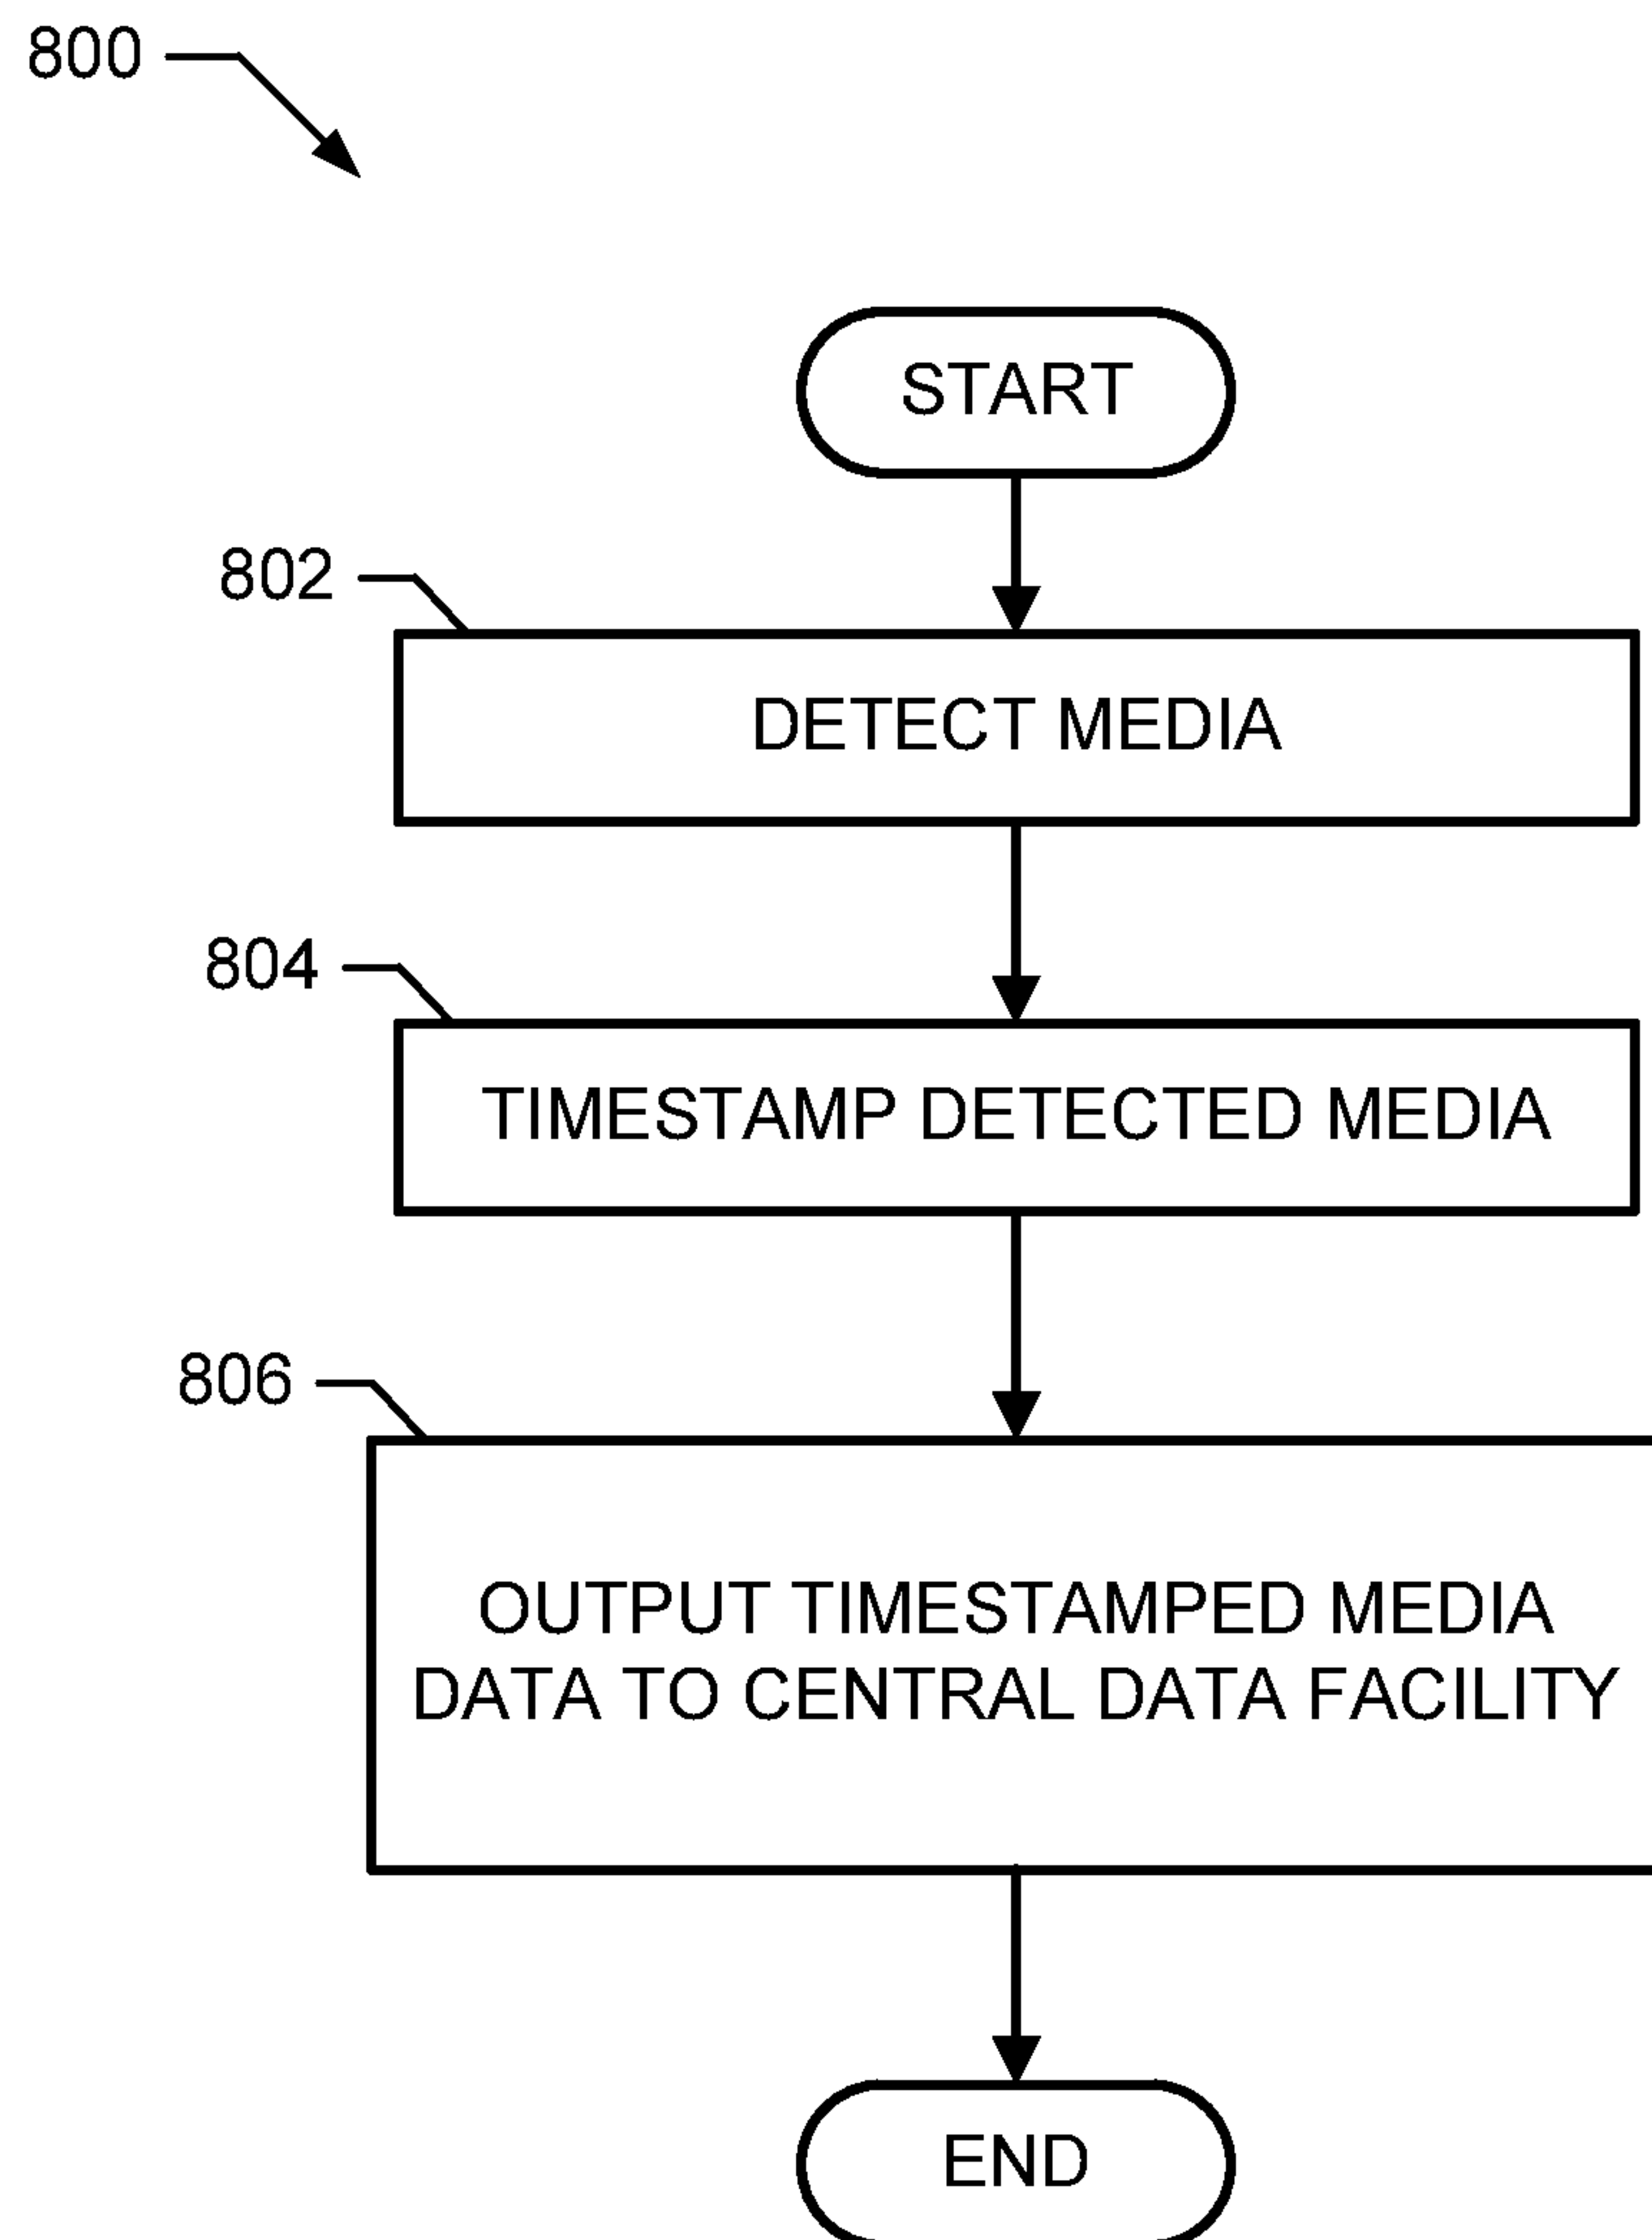 800
START
802
DETECT MEDIA
804
TIMESTAMP DETECTED MEDIA
806
OUTPUT TIMESTAMPED MEDIA
DATA TO CENTRAL DATA FACILITY
END